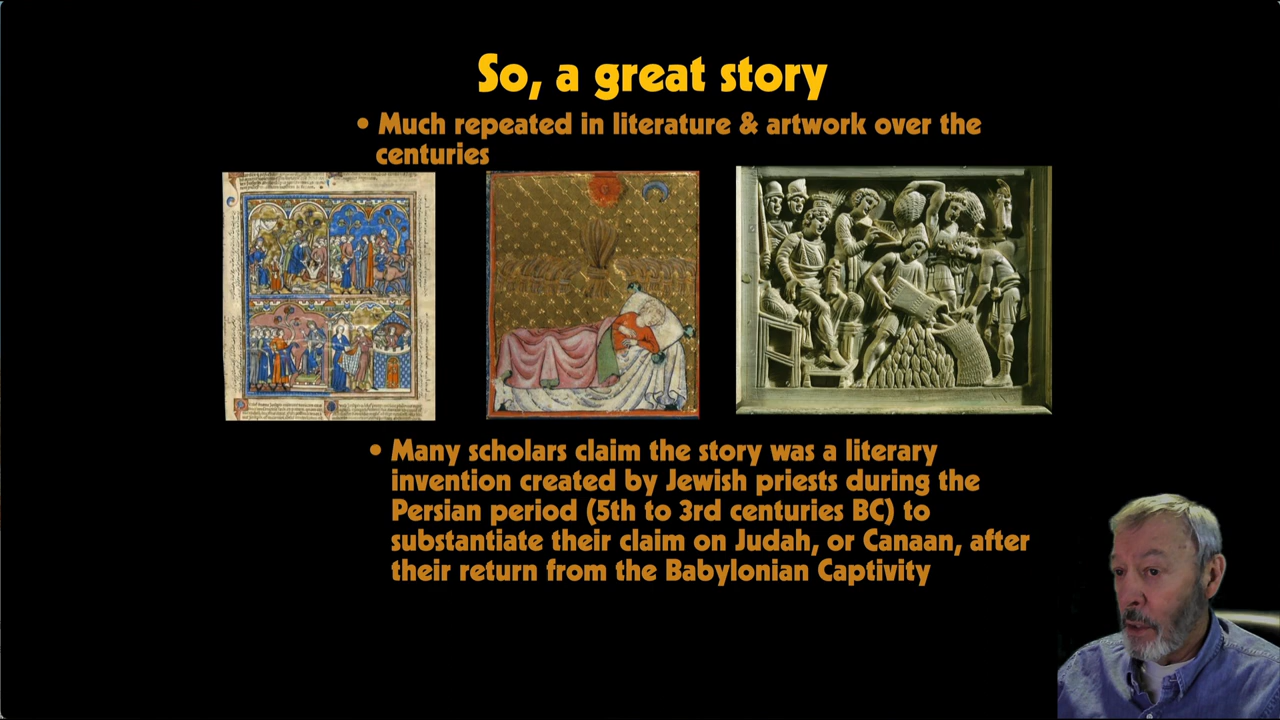 So, a great story
• Much repeated in literature & artwork over the
centuries
• Many scholars claim the story was a literary
invention created by Jewish priests during the
Persian period (5th to 3rd centuries BC) to
substantiate their claim on Judah, or Canaan, after
their return from the Babylonian Captivity